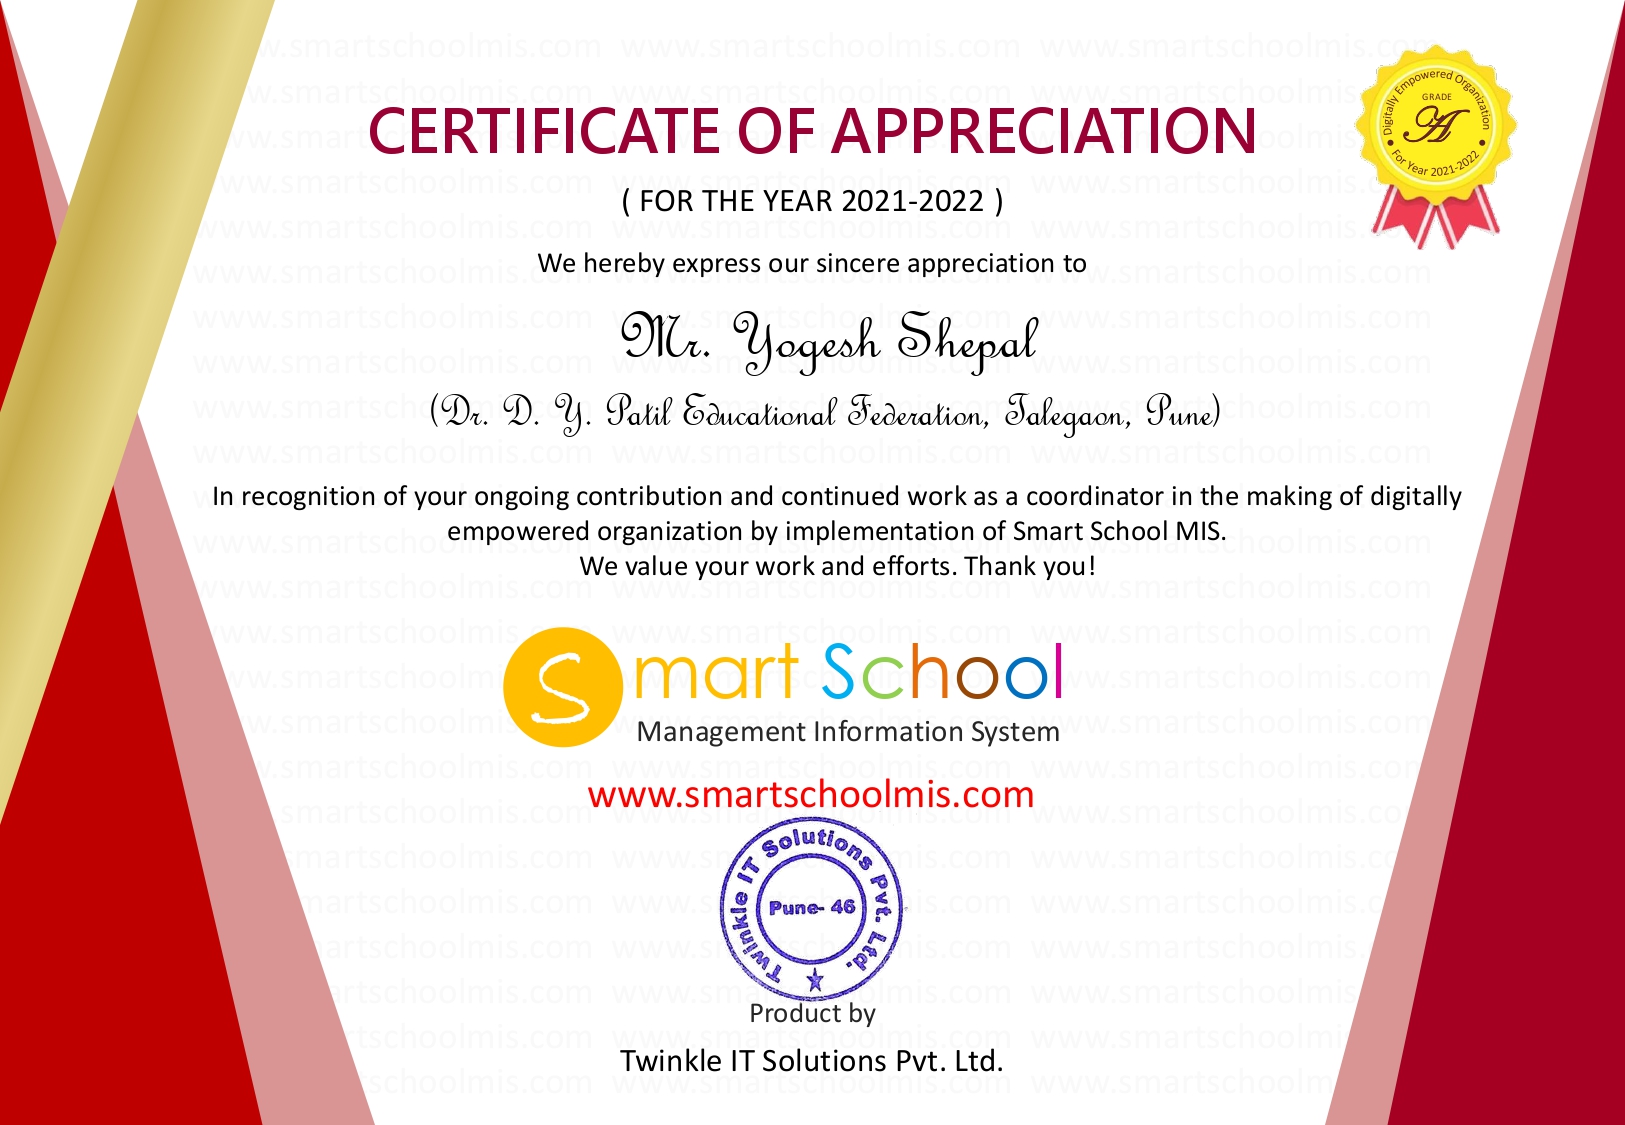 CERTIFICATE OF APPRECIATION
Digitally Empowered Organization
GRADE
A
For Year 2021-2022
( FOR THE YEAR 2021-2022 )
We hereby express our sincere appreciation to
Mr. Yogesh Shepal
(Dr. D. Y. Patil Educational Federation, Talegaon, Pune)
In recognition of your ongoing contribution and continued work as a coordinator in the making of digitally
empowered organization by implementation of Smart School MIS.
We value your work and efforts. Thank you!
Smart School
Management Information System
www.smartschoolmis.com
Twinkle IT Solutions Pvt. Ltd.
Pune- 46
Product by
Twinkle IT Solutions Pvt. Ltd.